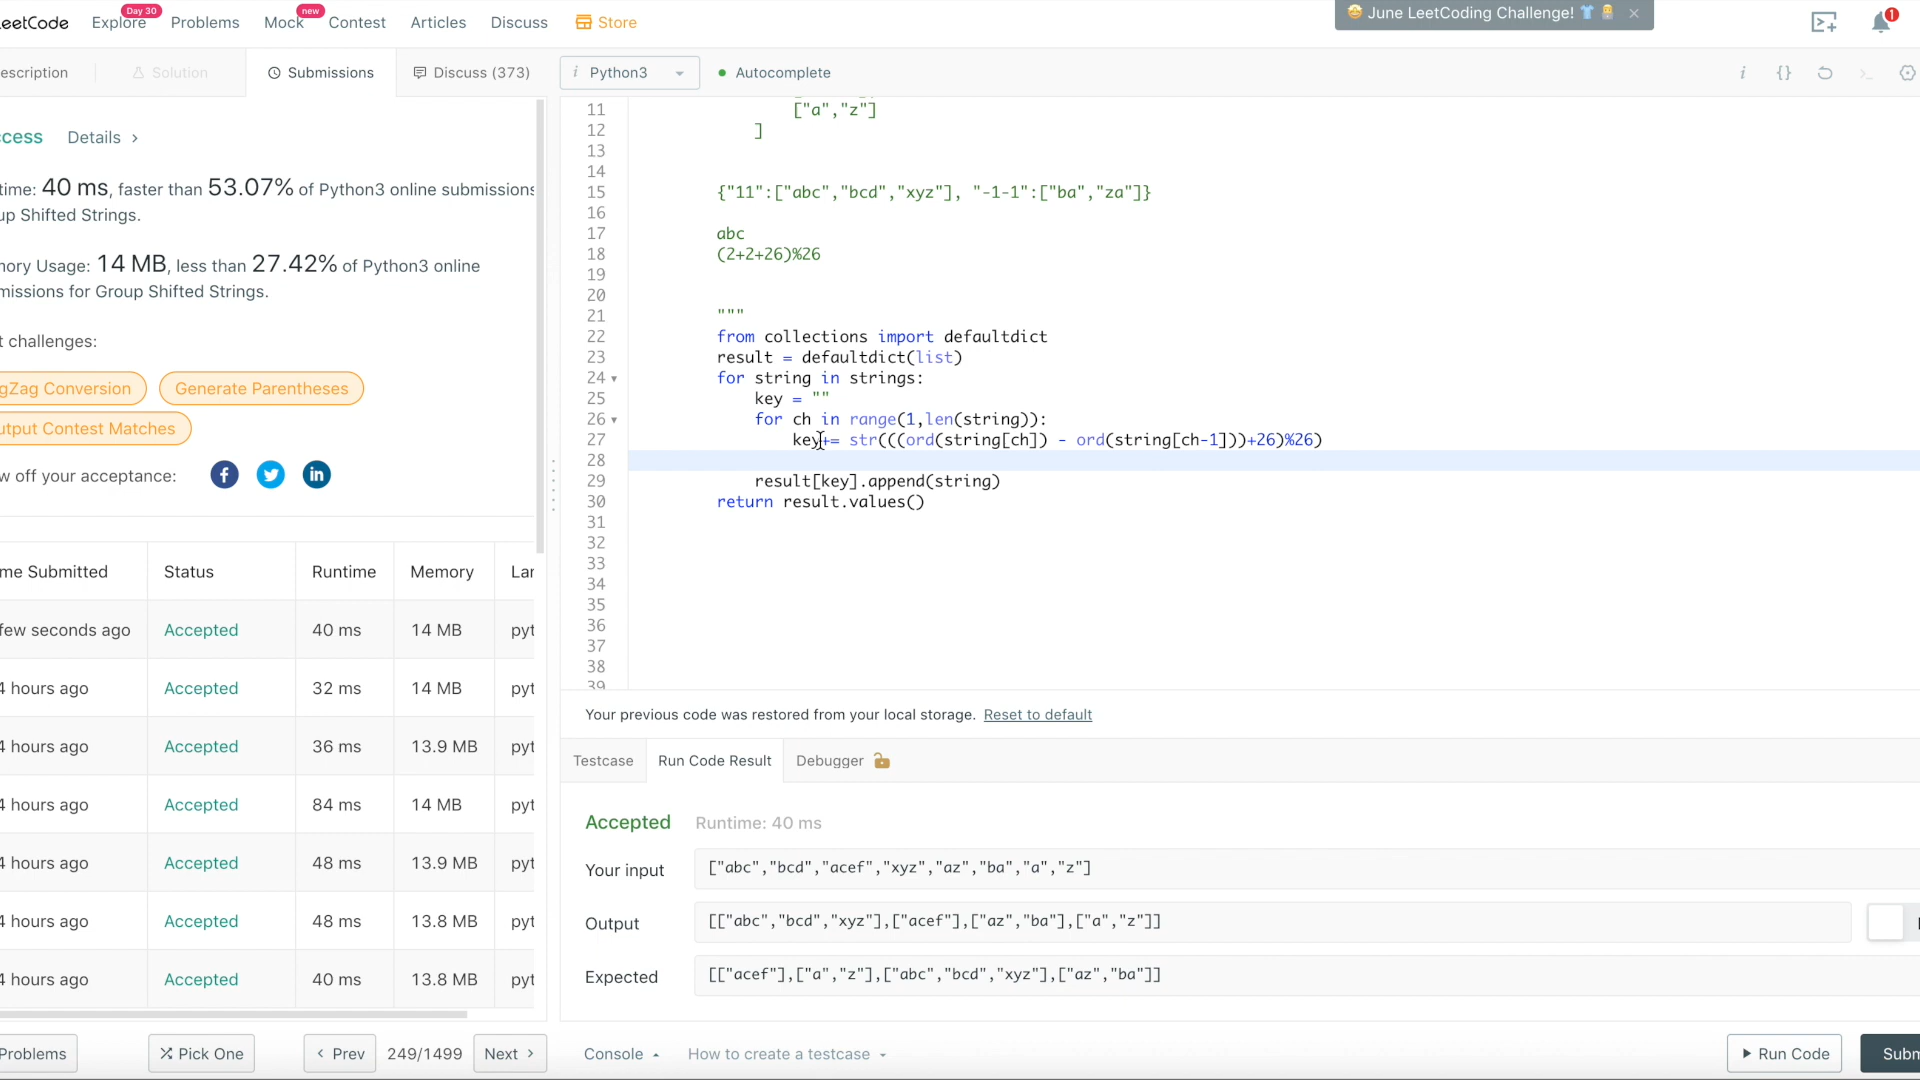 eetCode
Explore
Day 30
Problems
Mock
new
Contest
Articles
Discuss
Store
June LeetCoding Challenge!
1
escription
Solution
Submissions
Discuss (373)
i Python3
Autocomplete
i {}
cess Details >
time: 40 ms, faster than 53.07% of Python3 online submissions
up Shifted Strings.
nory Usage: 14 MB, less than 27.42% of Python3 online
missions for Group Shifted Strings.
t challenges:
gZag Conversion
Generate Parentheses
utput Contest Matches
w off your acceptance:
me Submitted Status Runtime Memory Lar
few seconds ago Accepted 40 ms 14 MB pyt
4 hours ago Accepted 32 ms 14 MB pyt
4 hours ago Accepted 36 ms 13.9 MB pyt
4 hours ago Accepted 84 ms 14 MB pyt
4 hours ago Accepted 48 ms 13.9 MB pyt
4 hours ago Accepted 48 ms 13.8 MB pyt
4 hours ago Accepted 40 ms 13.8 MB pyt
11 ["a","z"]
12 ]
13
14
15 {"11":["abc","bcd","xyz"], "-1-1":["ba","za"]}
16
17 abc
18 (2+2+26)%26
19
20
21 """
22 from collections import defaultdict
23 result = defaultdict(list)
24 for string in strings:
25 key = ""
26 for ch in range(1,len(string)):
27 key+= str(((ord(string[ch]) - ord(string[ch-1]))+26)%26)
28
29 result[key].append(string)
30 return result.values()
31
32
33
34
35
36
37
38
39
Your previous code was restored from your local storage. Reset to default
Testcase
Run Code Result
Debugger
Accepted Runtime: 40 ms
Your input ["abc","bcd","acef","xyz","az","ba","a","z"]
Output [["abc","bcd","xyz"],["acef"],["az","ba"],["a","z"]]
Expected [["acef"],["a","z"],["abc","bcd","xyz"],["az","ba"]]
Problems
Pick One
< Prev
249/1499
Next >
Console
How to create a testcase
Run Code
Subm